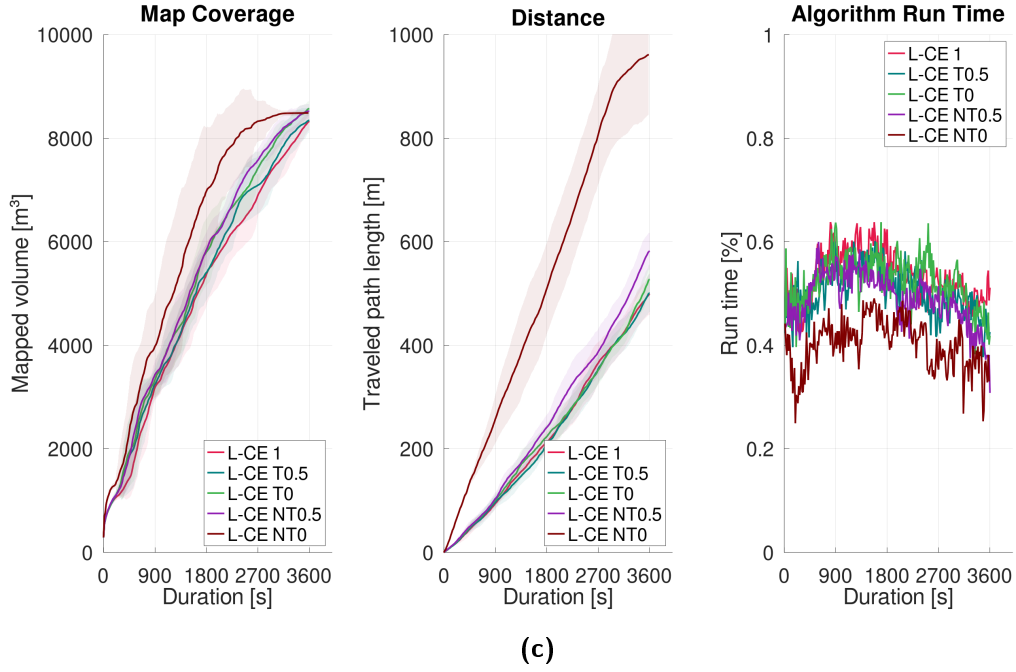 Map Coverage
10000
8000
6000
4000
2000
0
Mapped volume [m³]
0 900 1800 2700 3600
Duration [s]
L-CE 1
L-CE T0.5
L-CE T0
L-CE NT0.5
L-CE NT0
Distance
1000
800
600
400
200
0
Traveled path length [m]
0 900 1800 2700 3600
Duration [s]
L-CE 1
L-CE T0.5
L-CE T0
L-CE NT0.5
L-CE NT0
Algorithm Run Time
1
0.8
0.6
0.4
0.2
0
Run time [%]
0 900 1800 2700 3600
Duration [s]
L-CE 1
L-CE T0.5
L-CE T0
L-CE NT0.5
L-CE NT0
(c)